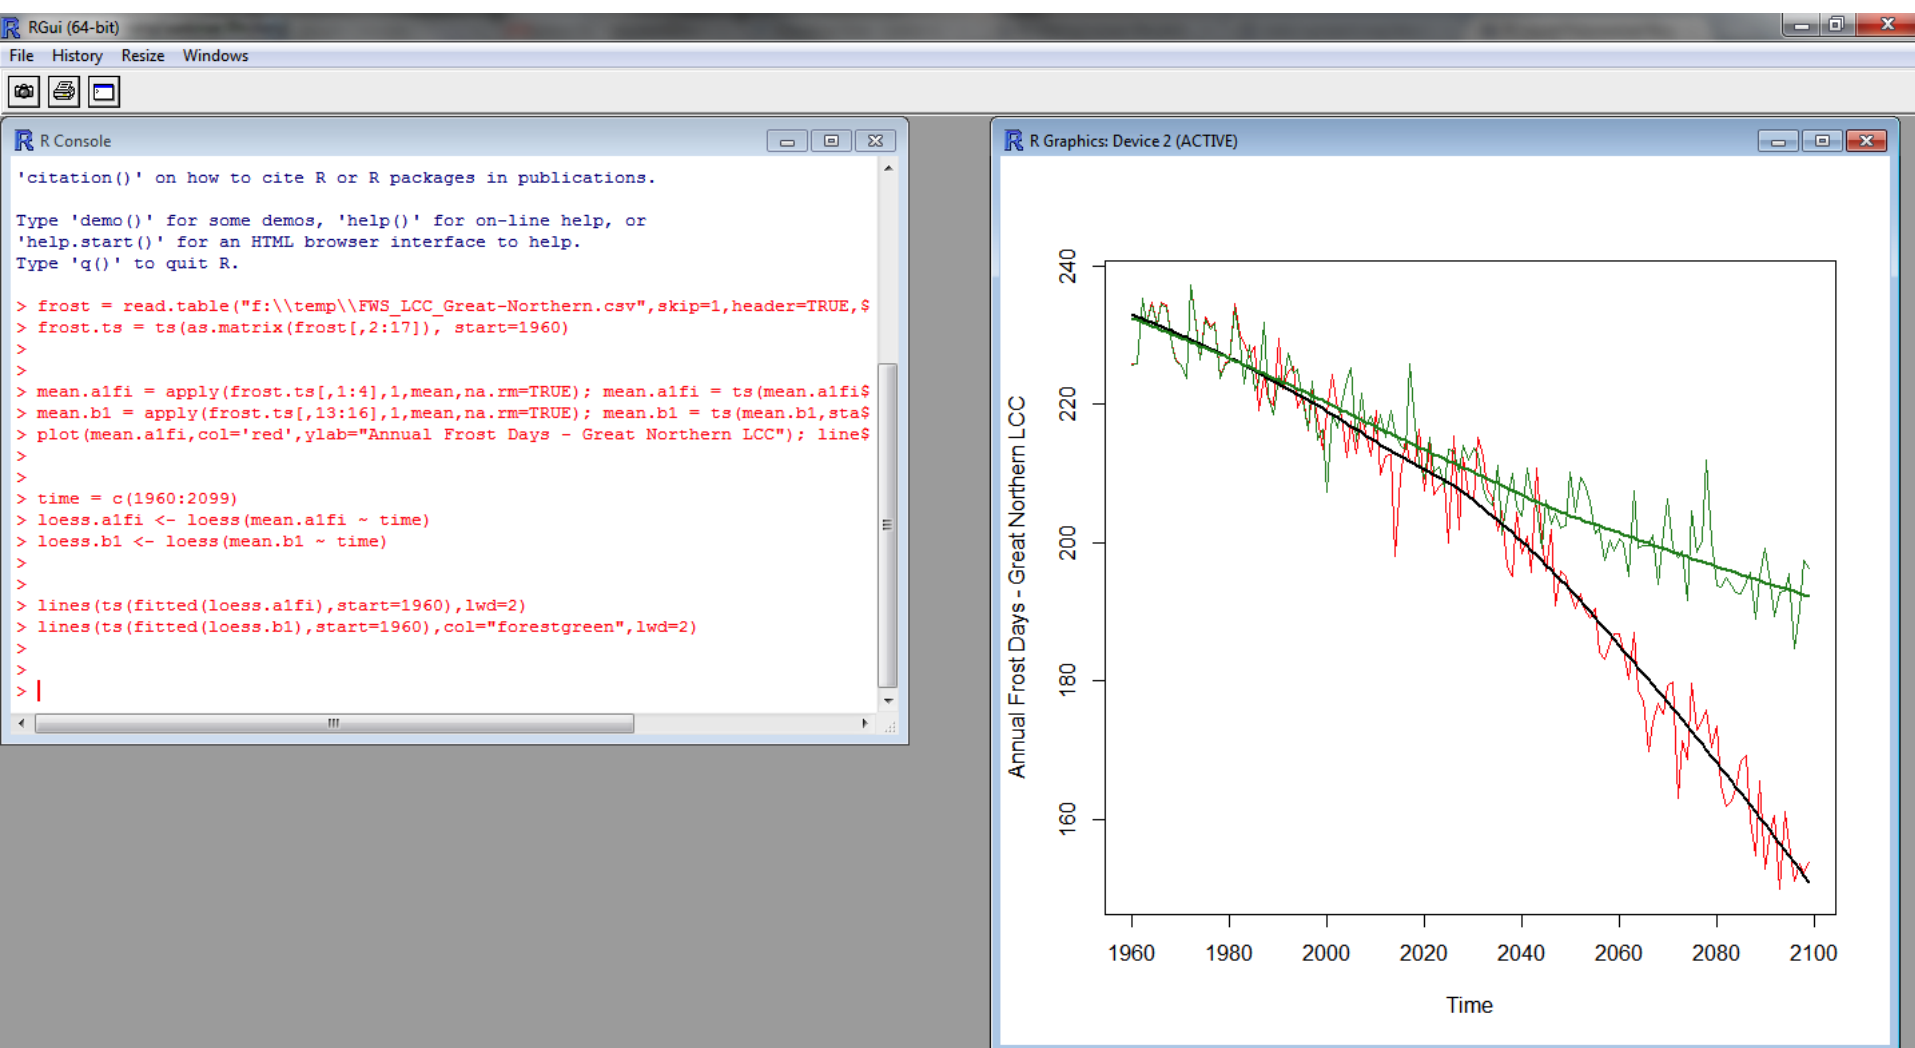 RGui (64-bit)
File History Resize Windows
R Console
'citation()' on how to cite R or R packages in publications.
Type 'demo()' for some demos, 'help()' for on-line help, or
'help.start()' for an HTML browser interface to help.
Type 'q()' to quit R.
> frost = read.table("f:\\temp\\FWS_LCC_Great-Northern.csv",skip=1,header=TRUE,$
> frost.ts = ts(as.matrix(frost[,2:17]), start=1960)
>
>
> mean.a1fi = apply(frost.ts[,1:4],1,mean,na.rm=TRUE); mean.a1fi = ts(mean.a1fi$
> mean.b1 = apply(frost.ts[,13:16],1,mean,na.rm=TRUE); mean.b1 = ts(mean.b1,sta$
> plot(mean.a1fi,col='red',ylab="Annual Frost Days - Great Northern LCC"); line$
>
>
> time = c(1960:2099)
> loess.a1fi <- loess(mean.a1fi ~ time)
> loess.b1 <- loess(mean.b1 ~ time)
>
>
> lines(ts(fitted(loess.a1fi),start=1960),lwd=2)
> lines(ts(fitted(loess.b1),start=1960),col="forestgreen",lwd=2)
>
>
>
R Graphics: Device 2 (ACTIVE)
Annual Frost Days - Great Northern LCC
240
220
200
180
160
1960 1980 2000 2020 2040 2060 2080 2100
Time